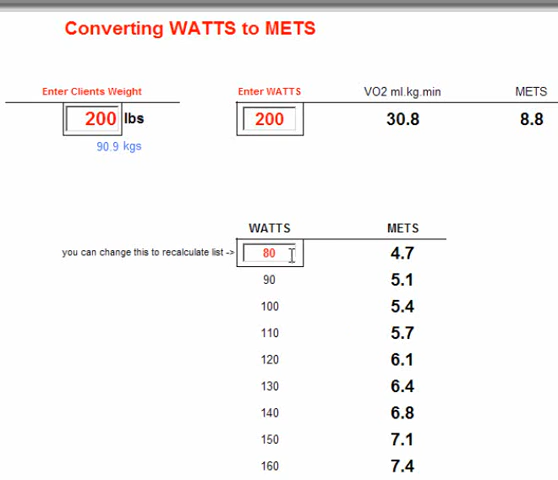 Converting WATTS to METS
Enter Clients Weight Enter WATTS VO2 ml.kg.min METS
200 lbs 200 30.8 8.8
90.9 kgs
WATTS METS
you can change this to recalculate list -> 80 4.7
90 5.1
100 5.4
110 5.7
120 6.1
130 6.4
140 6.8
150 7.1
160 7.4